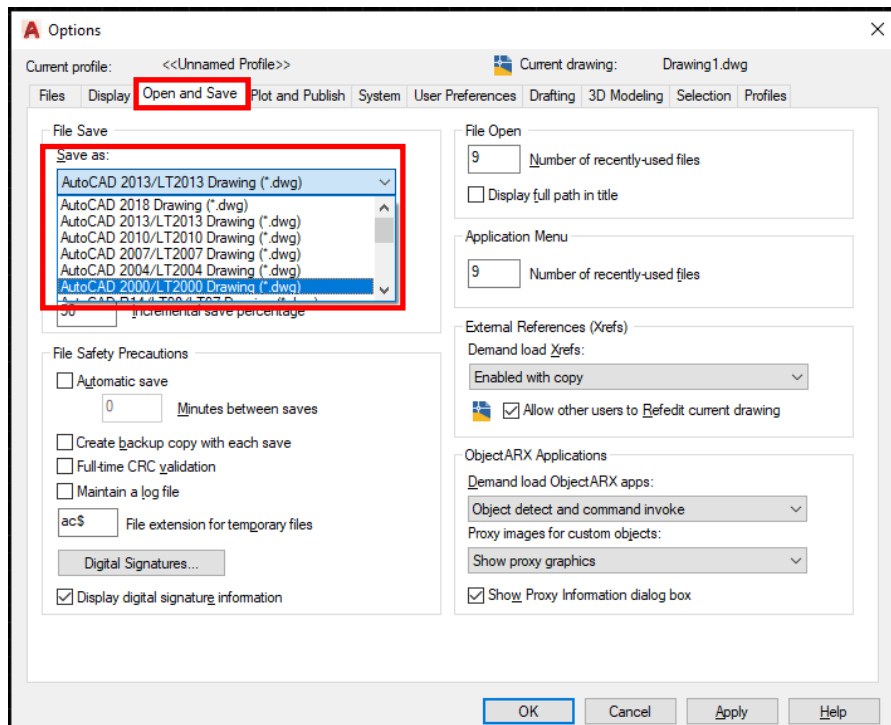 Options
Current profile: <<Unnamed Profile>> Current drawing: Drawing1.dwg
Files Display Open and Save Plot and Publish System User Preferences Drafting 3D Modeling Selection Profiles
File Save
Save as:
AutoCAD 2013/LT2013 Drawing (*.dwg)
AutoCAD 2018 Drawing (*.dwg)
AutoCAD 2013/LT2013 Drawing (*.dwg)
AutoCAD 2010/LT2010 Drawing (*.dwg)
AutoCAD 2007/LT2007 Drawing (*.dwg)
AutoCAD 2004/LT2004 Drawing (*.dwg)
AutoCAD 2000/LT2000 Drawing (*.dwg)
50 Incremental save percentage
File Safety Precautions
Automatic save
0 Minutes between saves
Create backup copy with each save
Full-time CRC validation
Maintain a log file
ac$ File extension for temporary files
Digital Signatures...
Display digital signature information
File Open
9 Number of recently-used files
Display full path in title
Application Menu
9 Number of recently-used files
External References (Xrefs)
Demand load Xrefs:
Enabled with copy
Allow other users to Refedit current drawing
ObjectARX Applications
Demand load ObjectARX apps:
Object detect and command invoke
Proxy images for custom objects:
Show proxy graphics
Show Proxy Information dialog box
OK Cancel Apply Help